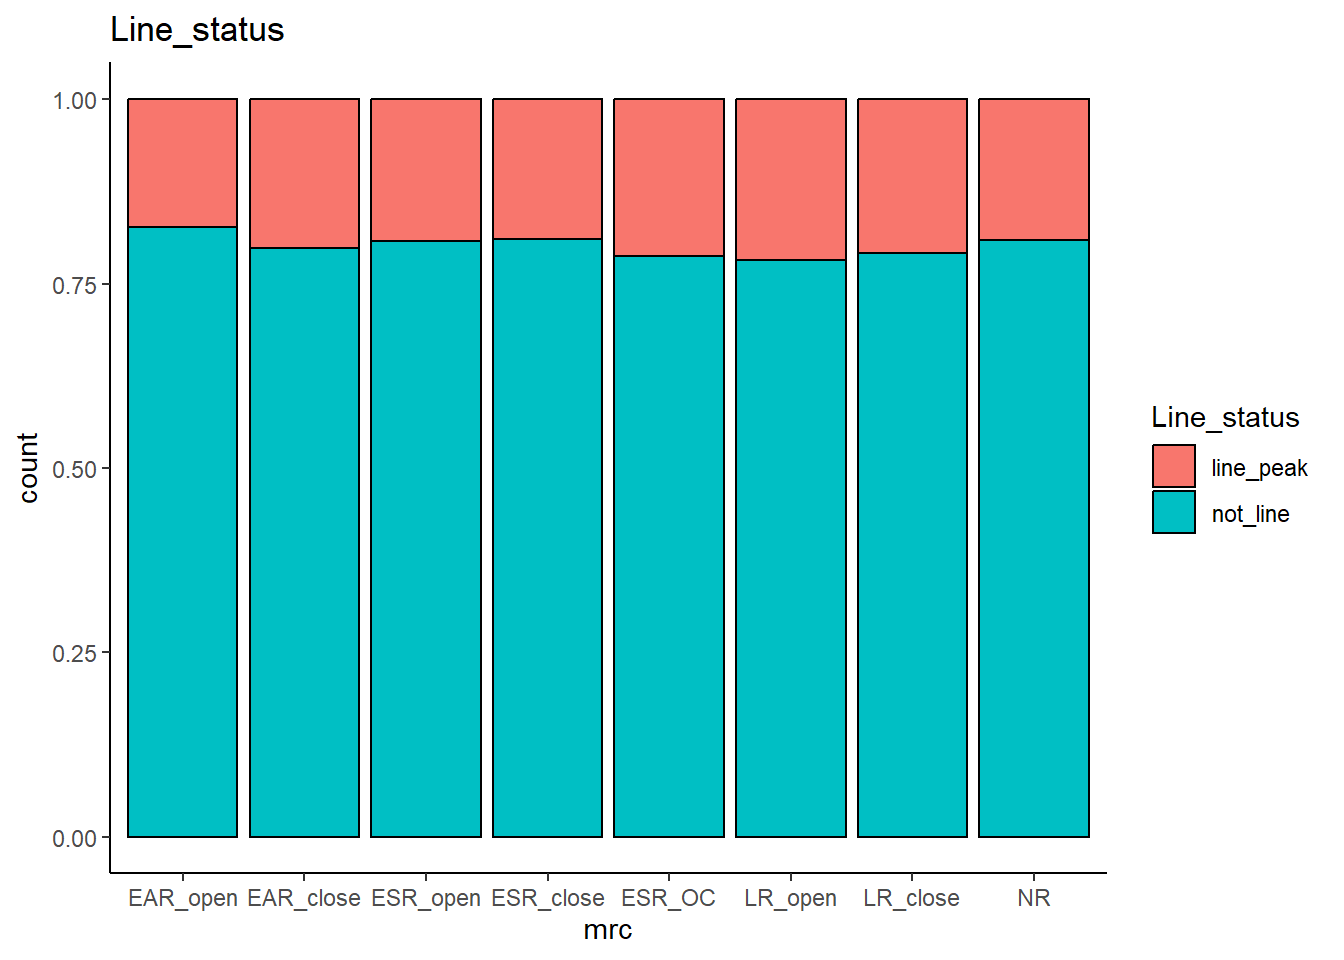 Line_status
1.00
0.75
0.50
0.25
0.00
count
EAR_open EAR_close ESR_open ESR_close ESR_OC LR_open LR_close NR
mrc
Line_status
line_peak
not_line